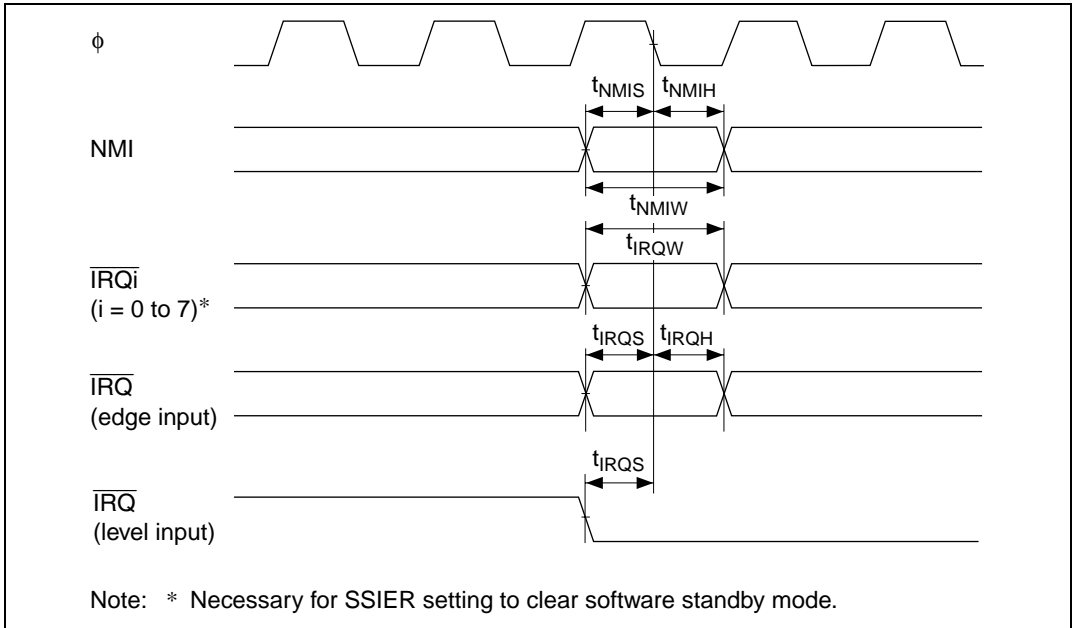 ϕ
tNMIS tNMIH
NMI
tNMIW
tIRQW
IRQi
(i = 0 to 7)*
tIRQS tIRQH
IRQ
(edge input)
tIRQS
IRQ
(level input)
Note: * Necessary for SSIER setting to clear software standby mode.